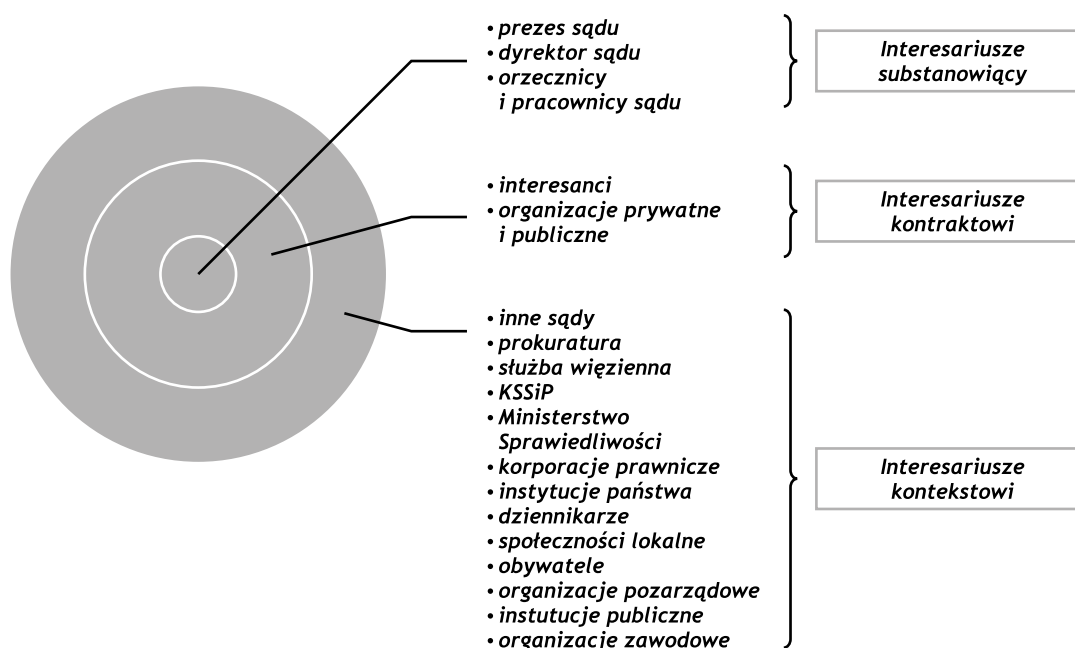 • prezes sądu
• dyrektor sądu
• orzecznicy
i pracownicy sądu
Interesariusze
substanowiący
• interesanci
• organizacje prywatne
i publiczne
Interesariusze
kontraktowi
• inne sądy
• prokuratura
• służba więzienna
• KSSiP
• Ministerstwo
Sprawiedliwości
• korporacje prawnicze
• instytucje państwa
• dziennikarze
• społeczności lokalne
• obywatele
• organizacje pozarządowe
• instutucje publiczne
• organizacje zawodowe
Interesariusze
kontekstowi